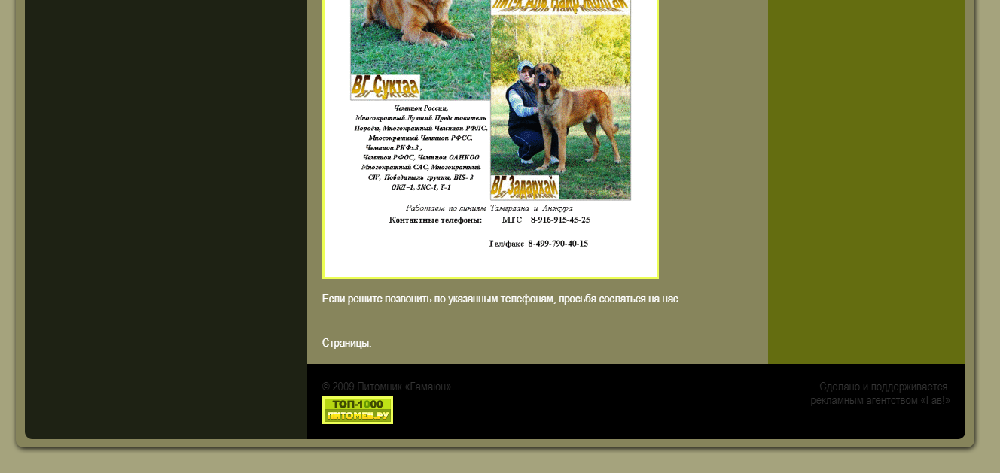 ВГ Суктаа
Чемпион России,
Многократный Лучший Представитель
Породы, Многократный Чемпион РФЛС,
Многократный Чемпион РФСС,
Чемпион РКФх3 ,
Чемпион РФОС, Чемпион ОАНКОО
Многократный САС, Многократный
CW, Победитель группы, BIS- 3
ОКД–1, ЗКС-1, Т-1
ВГ Задархай
Работаем по линиям Тамерлана и Анжура
Контактные телефоны: МТС 8-916-915-45-25
Тел/факс 8-499-790-40-15
Если решите позвонить по указанным телефонам, просьба сослаться на нас.
Страницы:
© 2009 Питомник «Гамаюн»
ТОП-1000
ПИТОМЕЦ.РУ
Сделано и поддерживается
рекламным агентством «Гав!»